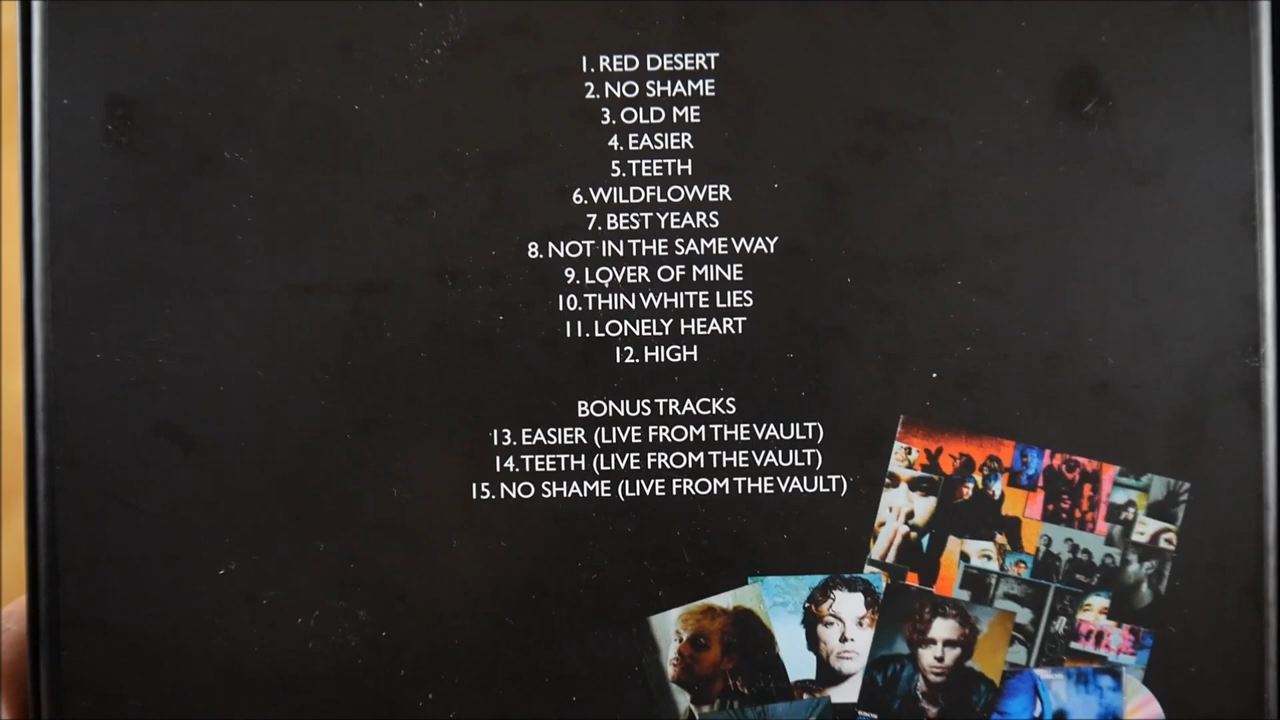 1. RED DESERT
2. NO SHAME
3. OLD ME
4. EASIER
5. TEETH
6. WILDFLOWER
7. BEST YEARS
8. NOT IN THE SAME WAY
9. LOVER OF MINE
10. THIN WHITE LIES
11. LONELY HEART
12. HIGH
BONUS TRACKS
13. EASIER (LIVE FROM THE VAULT)
14. TEETH (LIVE FROM THE VAULT)
15. NO SHAME (LIVE FROM THE VAULT)